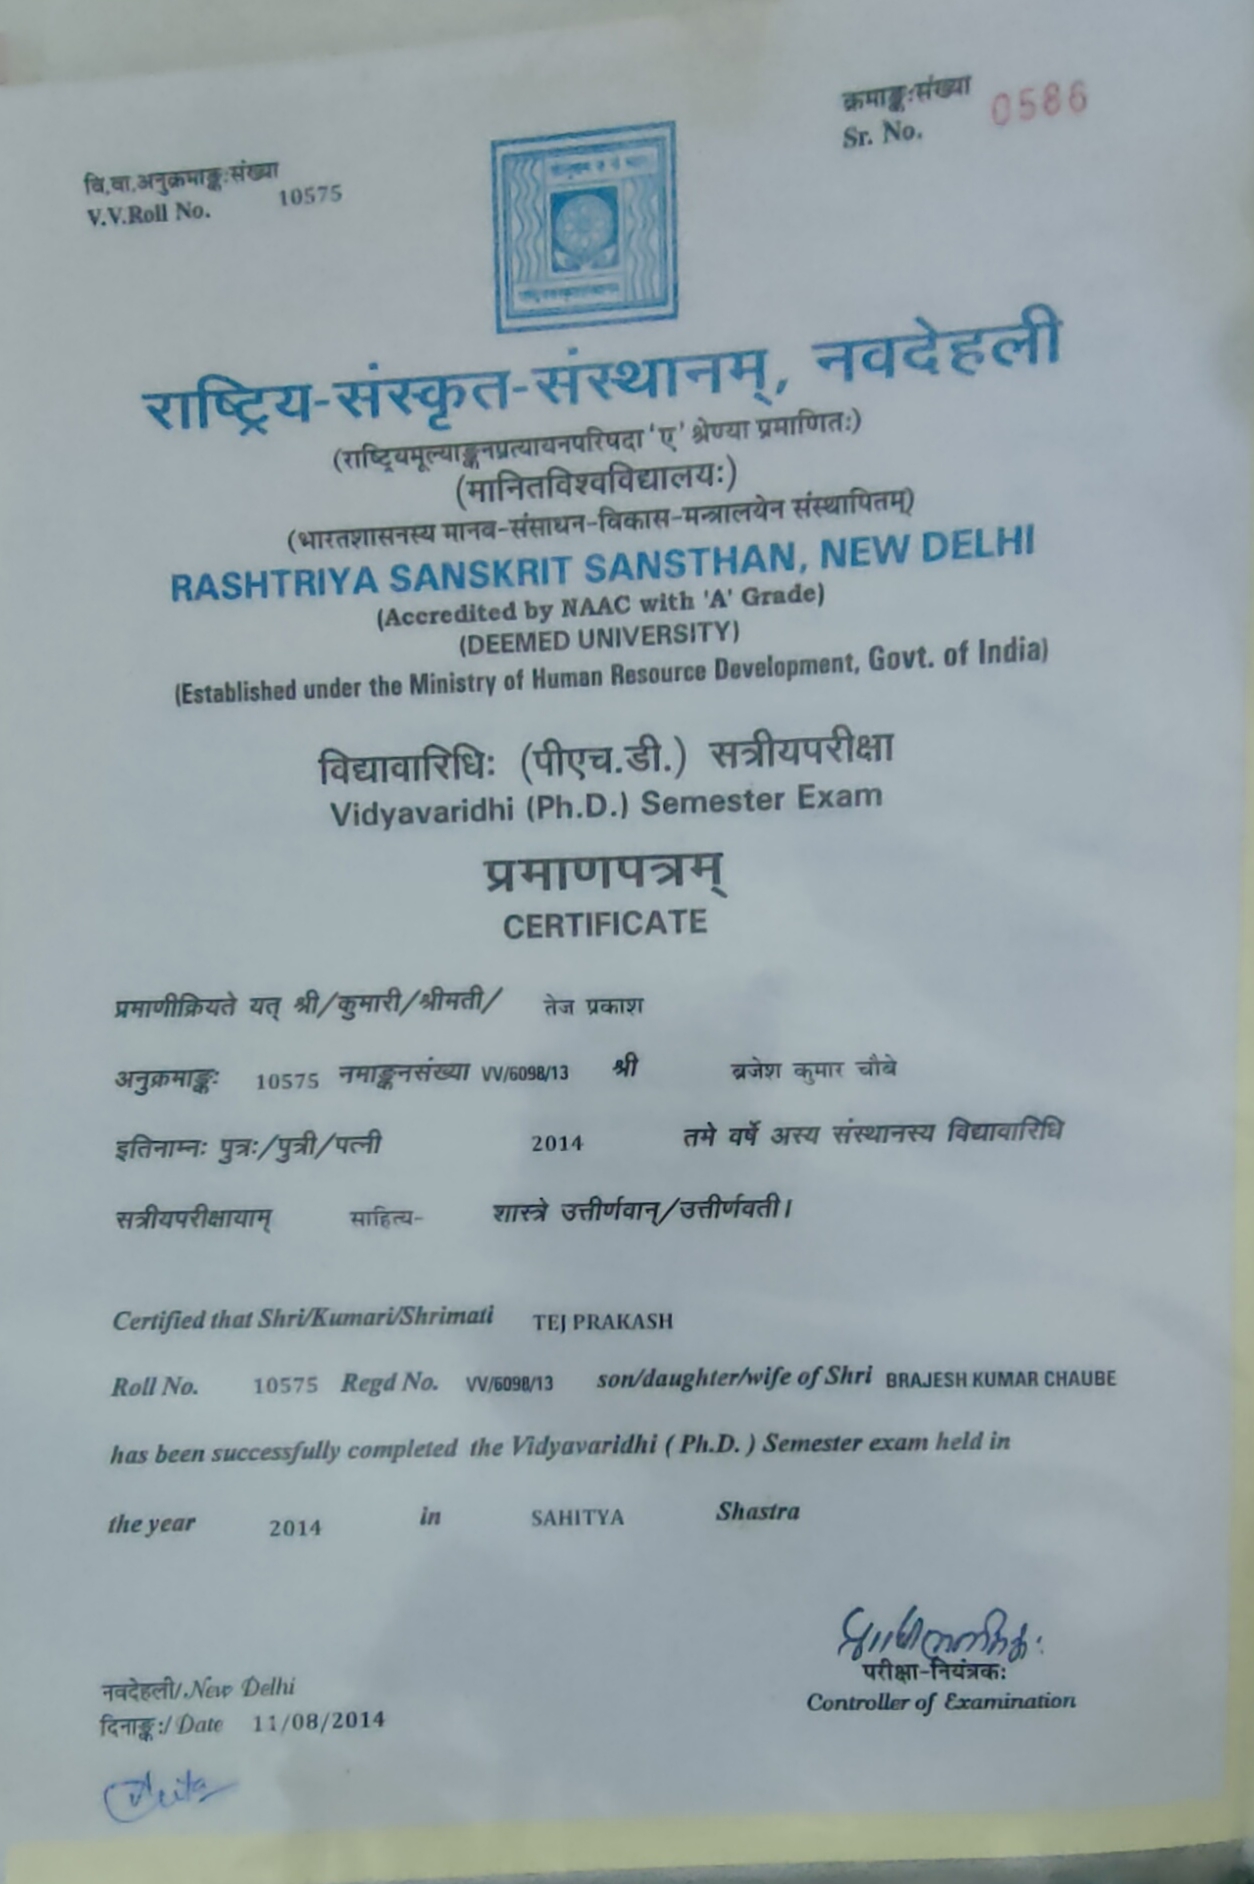 क्रमाङ्कःसंख्या
Sr. No. 0586
वि.वा.अनुक्रमाङ्कःसंख्या
V.V.Roll No. 10575
राष्ट्रिय-संस्कृत-संस्थानम्, नवदेहली
(राष्ट्रियमूल्याङ्कनप्रत्यायनपरिषदा 'ए' श्रेण्या प्रमाणितः)
(मानितविश्वविद्यालयः)
(भारतशासनस्य मानव-संसाधन-विकास-मन्त्रालयेन संस्थापितम्)
RASHTRIYA SANSKRIT SANSTHAN, NEW DELHI
(Accredited by NAAC with 'A' Grade)
(DEEMED UNIVERSITY)
(Established under the Ministry of Human Resource Development, Govt. of India)
विद्यावारिधिः (पीएच.डी.) सत्रीयपरीक्षा
Vidyavaridhi (Ph.D.) Semester Exam
प्रमाणपत्रम्
CERTIFICATE
प्रमाणीक्रियते यत् श्री/कुमारी/श्रीमती/ तेज प्रकाश
अनुक्रमाङ्कः 10575 नमाङ्कनसंख्या VV/6098/13 श्री ब्रजेश कुमार चौबे
इतिनाम्नः पुत्रः/पुत्री/पत्नी 2014 तमे वर्षे अस्य संस्थानस्य विद्यावारिधि
सत्रीयपरीक्षायाम् साहित्य- शास्त्रे उत्तीर्णवान्/उत्तीर्णवती।
Certified that Shri/Kumari/Shrimati TEJ PRAKASH
Roll No. 10575 Regd No. VV/6098/13 son/daughter/wife of Shri BRAJESH KUMAR CHAUBE
has been successfully completed the Vidyavaridhi ( Ph.D. ) Semester exam held in
the year 2014 in SAHITYA Shastra
परीक्षा-नियंत्रकः
Controller of Examination
नवदेहली/New Delhi
दिनाङ्कः/Date 11/08/2014